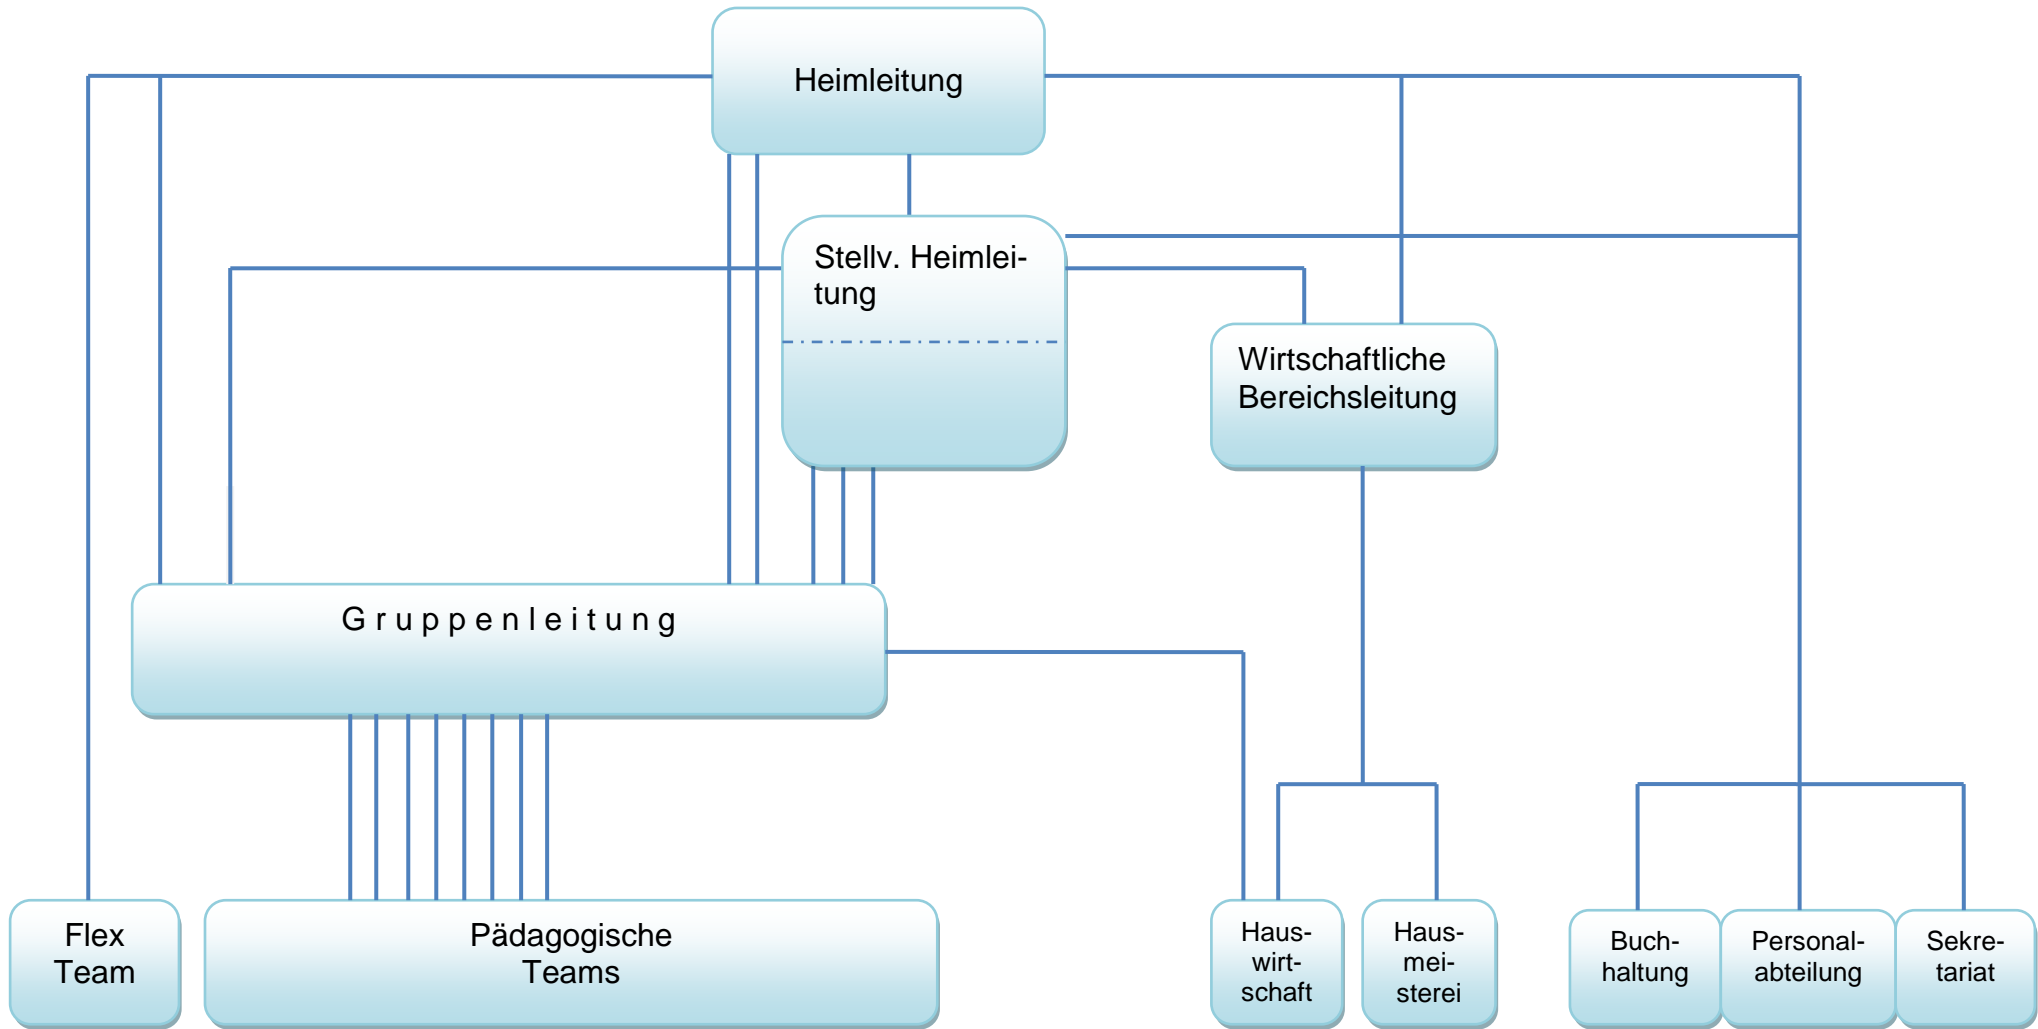 Heimleitung
Stellv. Heimlei-
tung
Wirtschaftliche
Bereichsleitung
G r u p p e n l e i t u n g
Flex
Team
Pädagogische
Teams
Haus-
wirt-
schaft
Haus-
mei-
sterei
Buch-
haltung
Personal-
abteilung
Sekre-
tariat